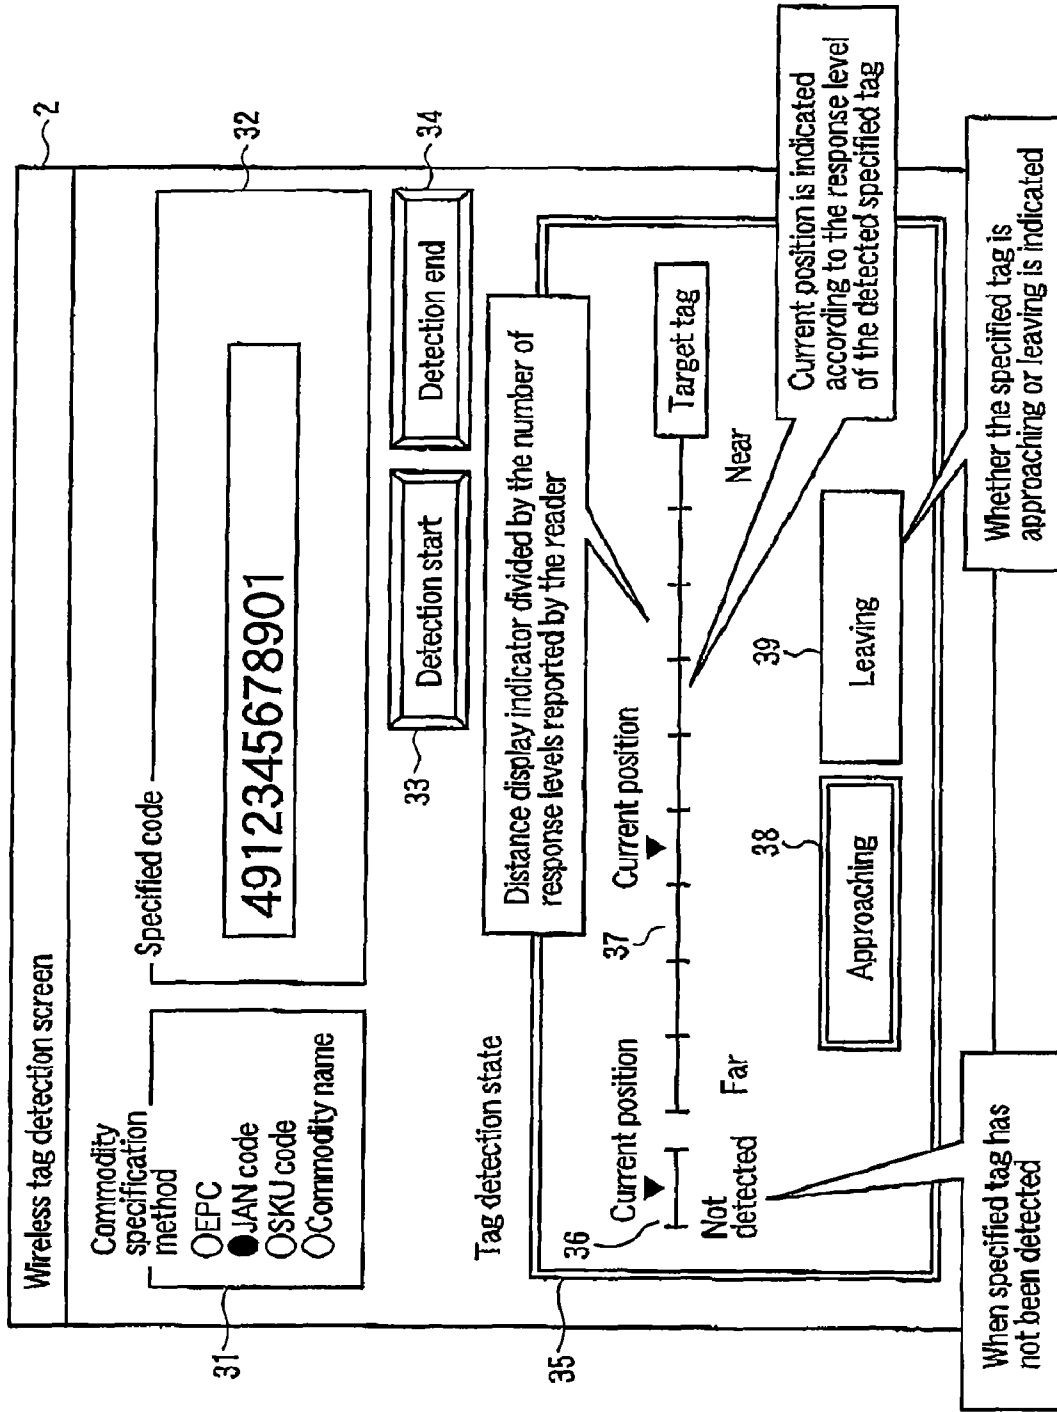 2
Wireless tag detection screen
Commodity
specification
method
OEPC
●JAN code
OSKU code
OCommodity name
31
Specified code
4912345678901
32
33
Detection start
Detection end
34
Tag detection state
35
Distance display indicator divided by the number of
response levels reported by the reader
36
Current position
Not
detected
37
Current position
Far
Near
Target tag
38
Approaching
39
Leaving
Current position is indicated
according to the response level
of the detected specified tag
When specified tag has
not been detected
Whether the specified tag is
approaching or leaving is indicated